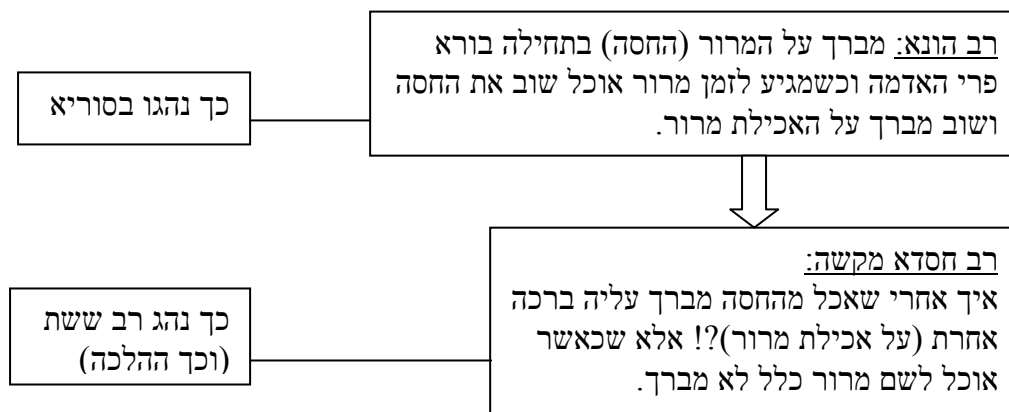 רב הונא: מברך על המרור (החסה) בתחילה בורא
פרי האדמה וכשמגיע לזמן מרור אוכל שוב את החסה
ושוב מברך על האכילת מרור.
כך נהגו בסוריא
רב חסדא מקשה:
איך אחרי שאכל מהחסה מברך עליה ברכה
אחרת (על אכילת מרור)?! אלא שכאשר
אוכל לשם מרור כלל לא מברך.
כך נהג רב ששת
(וכך ההלכה)